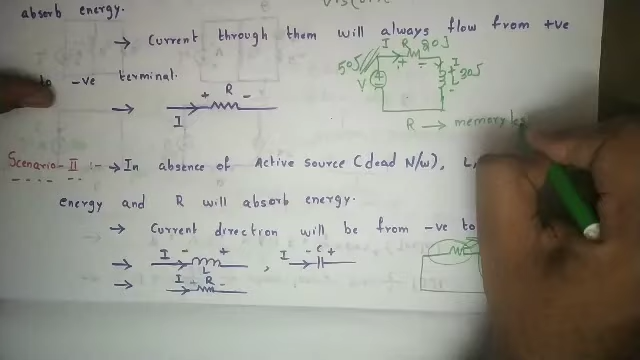 absorb energy.
→ Current through them will always flow from +ve
to -ve terminal.
I R 20J
50J + - I
V + L 30J
-
→ + R -
I
R → memory
Scenario-II :- → In absence of Active source (dead N/w), L,
energy and R will absorb energy.
→ Current direction will be from -ve to
→ I - L + , I - c +
→ I + R -